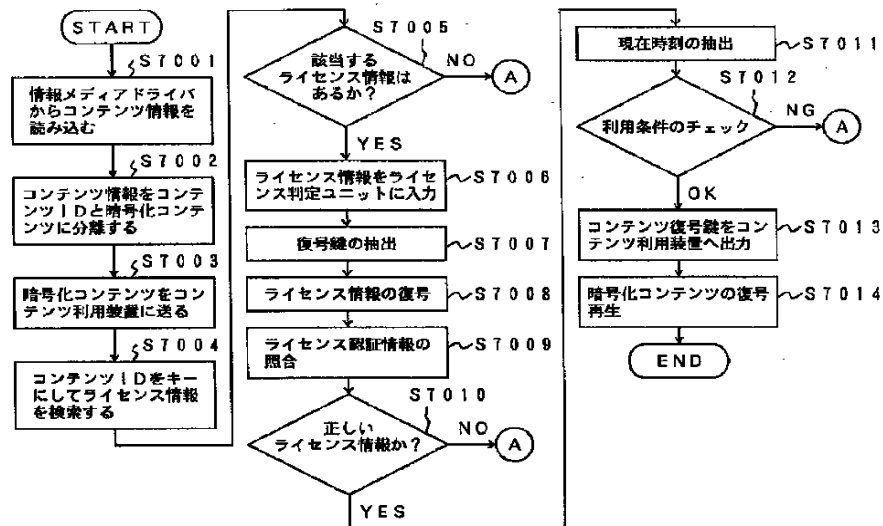 START
S7001
情報メディアドライバ
からコンテンツ情報を
読み込む
S7002
コンテンツ情報をコンテ
ンツIDと暗号化コンテ
ンツに分離する
S7003
暗号化コンテンツをコン
テンツ利用装置に送る
S7004
コンテンツIDをキー
にしてライセンス情報
を検索する
S7005
該当する
ライセンス情報は
あるか?
NO
A
YES
ライセンス情報をライセ
ンス判定ユニットに入力
S7006
復号鍵の抽出
S7007
ライセンス情報の復号
S7008
ライセンス認証情報の
照合
S7009
S7010
正しい
ライセンス情報か?
NO
A
YES
現在時刻の抽出
S7011
S7012
利用条件のチェック
NG
A
OK
コンテンツ復号鍵をコン
テンツ利用装置へ出力
S7013
暗号化コンテンツの復号
再生
S7014
END